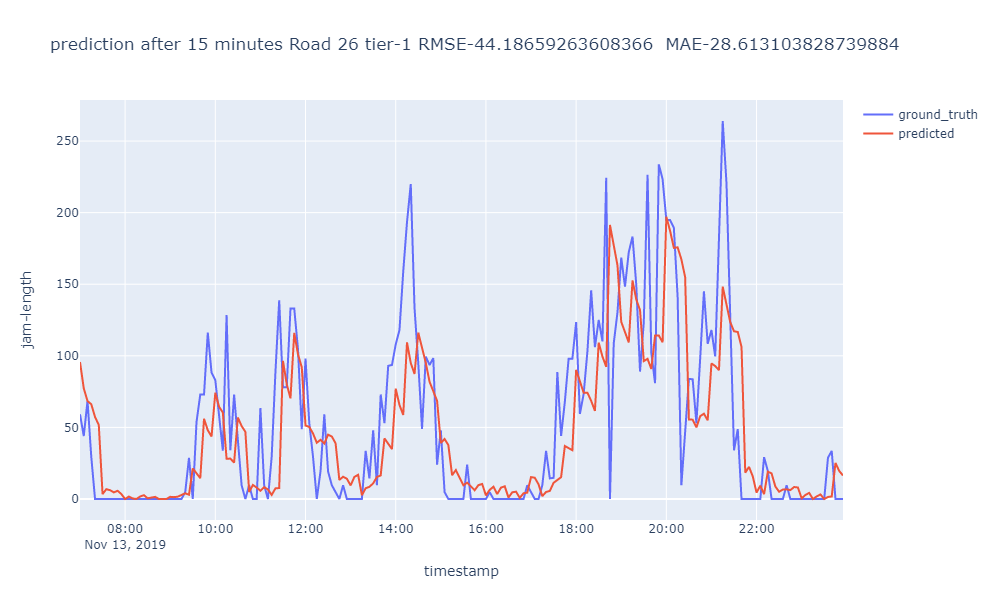 prediction after 15 minutes Road 26 tier-1 RMSE-44.18659263608366  MAE-28.613103828739884
ground_truth
predicted
jam-length
250
200
150
100
50
0
08:00 10:00 12:00 14:00 16:00 18:00 20:00 22:00
Nov 13, 2019
timestamp